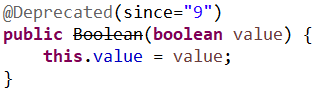 @Deprecated(since="9")
public Boolean(boolean value) {
    this.value = value;
}